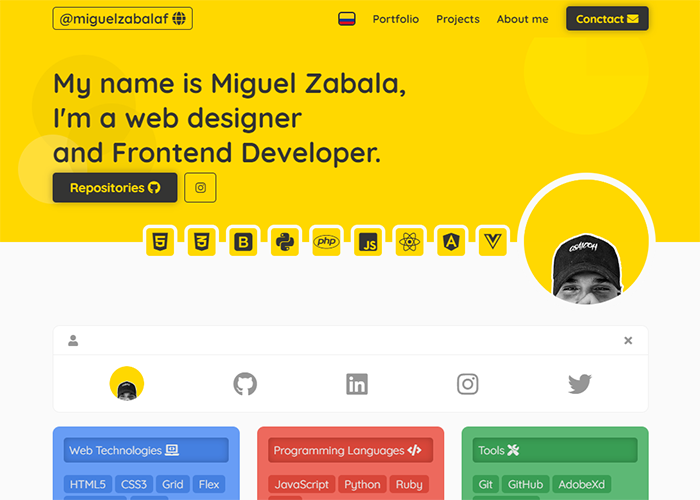 @miguelzabalaf
Portfolio
Projects
About me
Conctact
My name is Miguel Zabala,
I'm a web designer
and Frontend Developer.
Repositories
5
3
B
php
JS
A
Web Technologies
Programming Languages
Tools
HTML5 CSS3 Grid Flex
JavaScript Python Ruby
Git GitHub AdobeXd